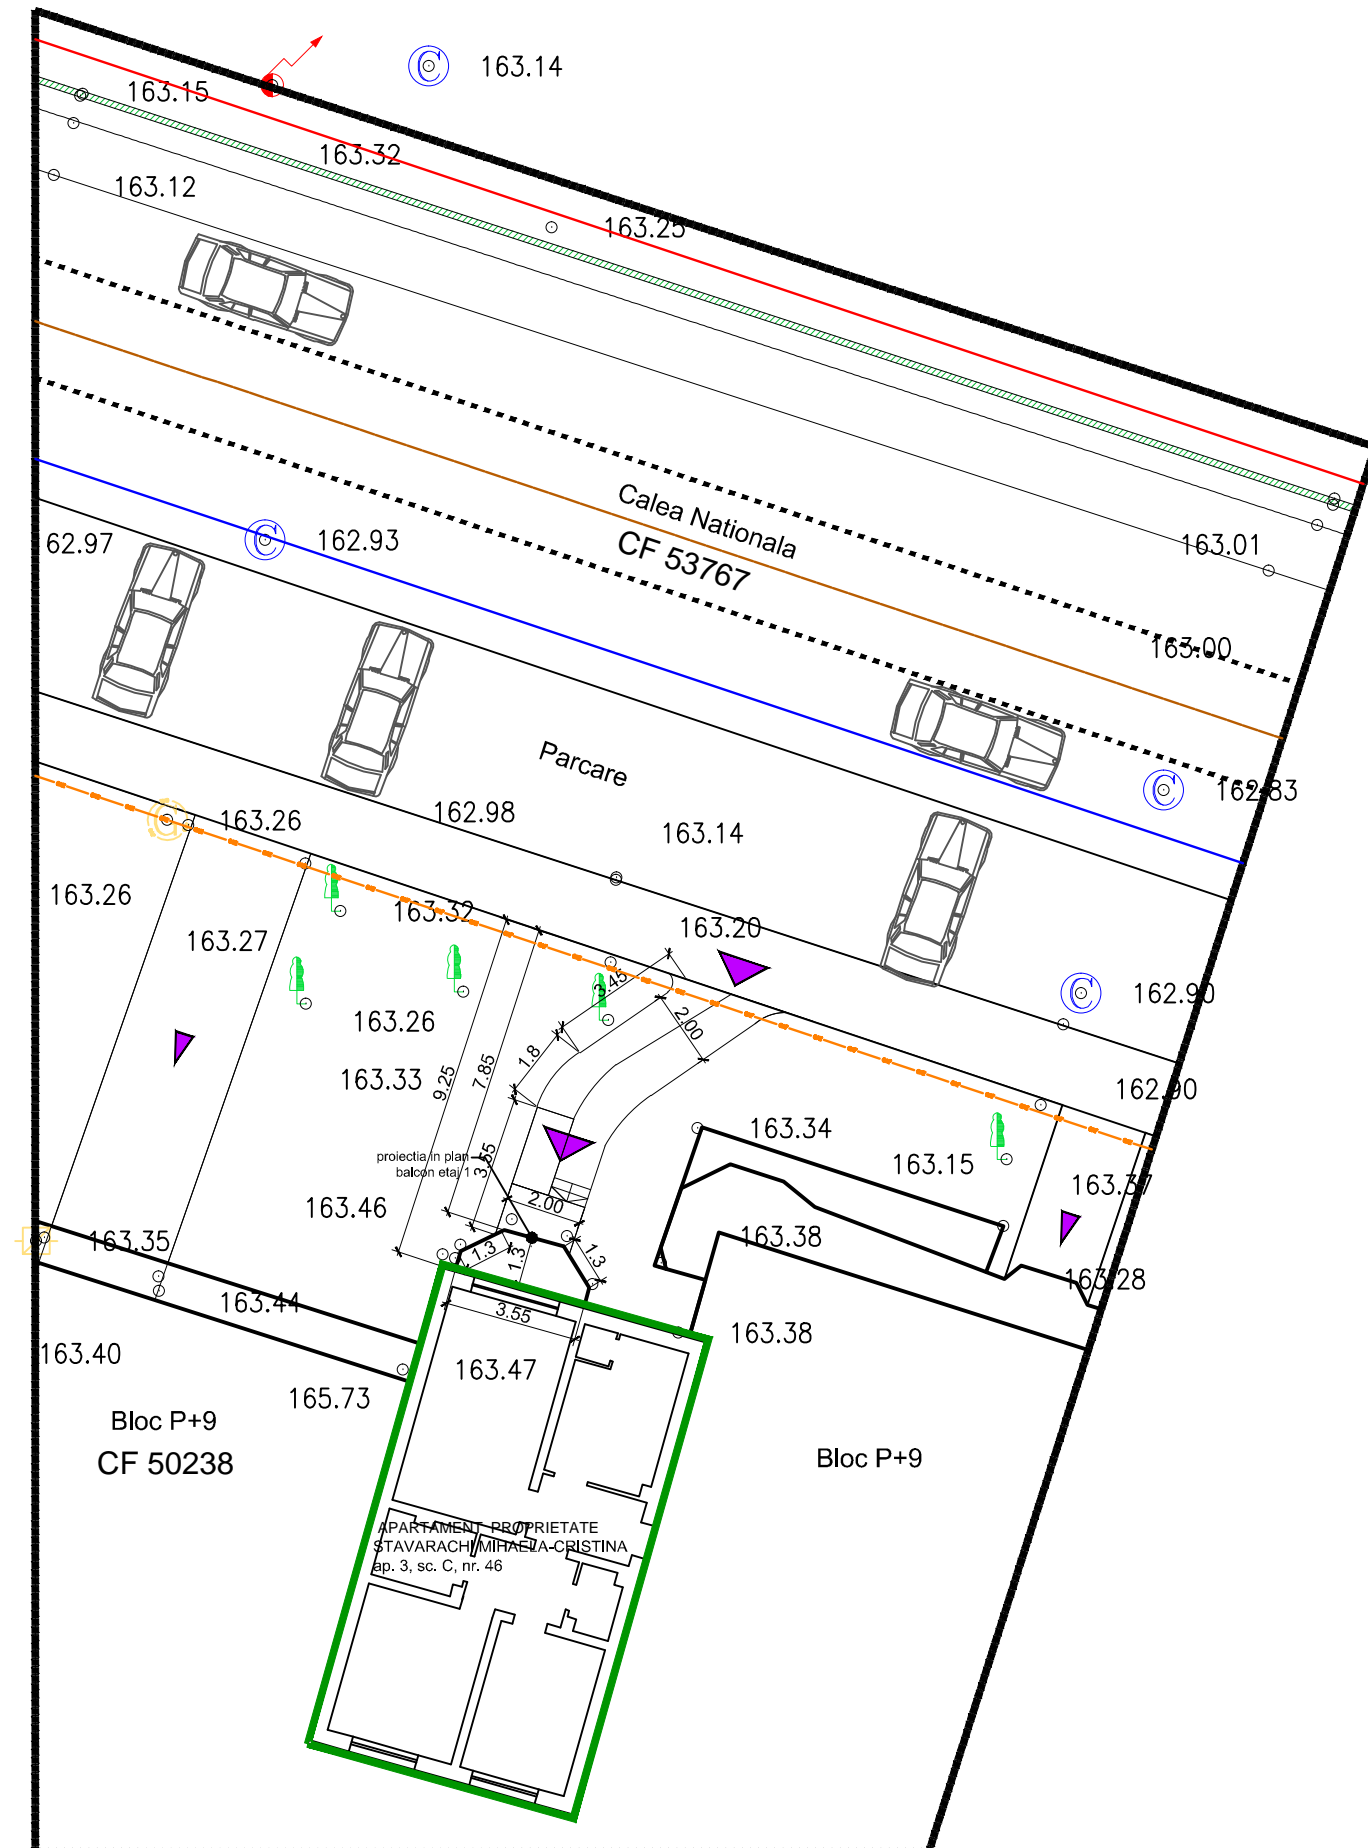 C
163.14
163.15
163.32
163.12
163.25
Calea Nationala
CF 53767
62.97
C
162.93
163.01
163.00
Parcare
C
162.83
G
163.26
162.98
163.14
163.26
163.32
163.20
163.27
3.45
C
162.90
163.26
2.00
1.8
163.33
9.25
7.85
162.90
163.34
proiectia in plan
balcon etaj 1
3.55
163.15
163.37
163.46
2.00
163.35
163.38
1.3
1.3
1.3
163.28
163.44
3.55
163.38
163.40
163.47
165.73
Bloc P+9
CF 50238
Bloc P+9
APARTAMENT PROPRIETATE
STAVARACHI MIHAELA-CRISTINA
ap. 3, sc. C, nr. 46